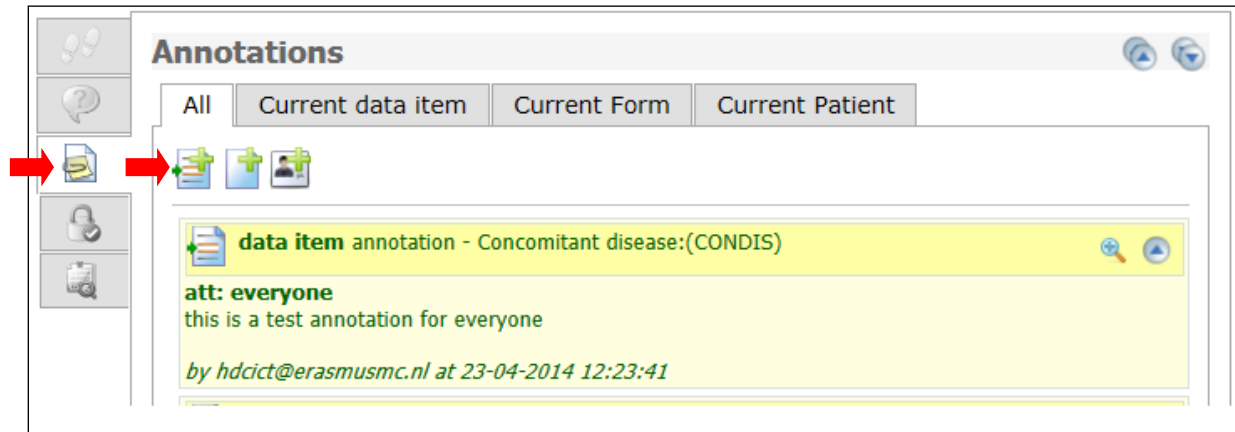 Annotations
All
Current data item
Current Form
Current Patient
data item annotation - Concomitant disease:(CONDIS)
att: everyone
this is a test annotation for everyone
by hdcict@erasmusmc.nl at 23-04-2014 12:23:41